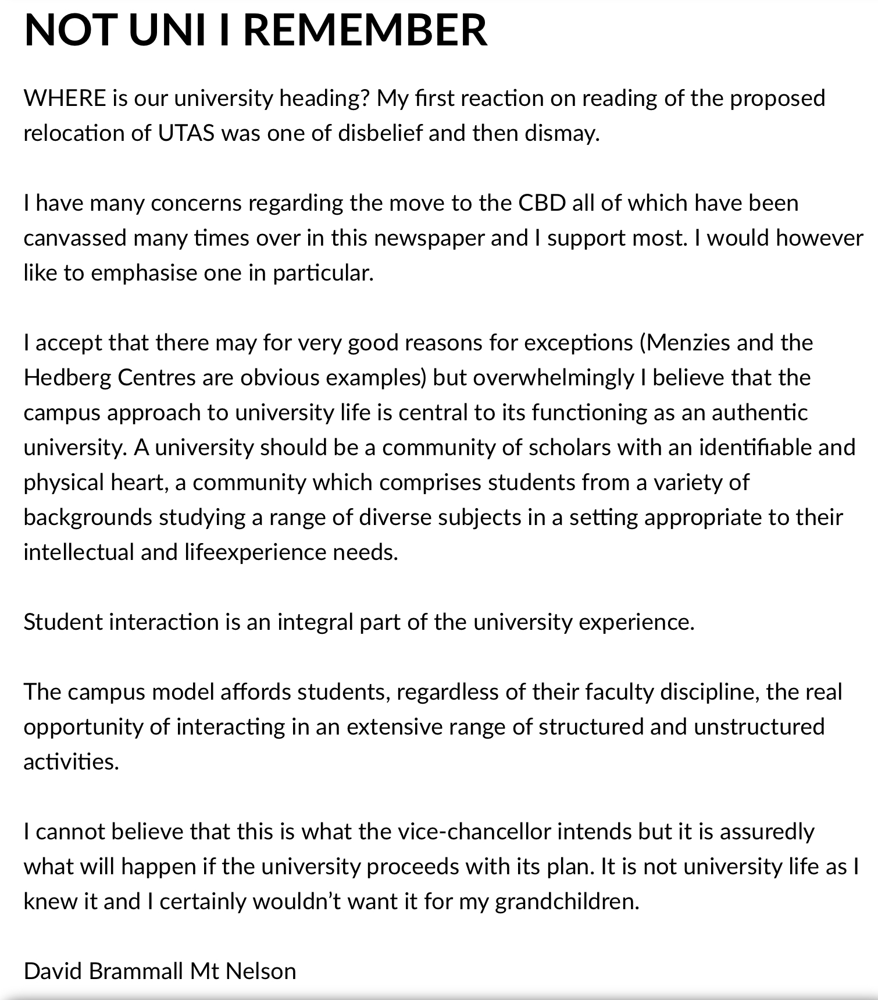 NOT UNI I REMEMBER
WHERE is our university heading? My first reaction on reading of the proposed
relocation of UTAS was one of disbelief and then dismay.
I have many concerns regarding the move to the CBD all of which have been
canvassed many times over in this newspaper and I support most. I would however
like to emphasise one in particular.
I accept that there may for very good reasons for exceptions (Menzies and the
Hedberg Centres are obvious examples) but overwhelmingly I believe that the
campus approach to university life is central to its functioning as an authentic
university. A university should be a community of scholars with an identifiable and
physical heart, a community which comprises students from a variety of
backgrounds studying a range of diverse subjects in a setting appropriate to their
intellectual and lifeexperience needs.
Student interaction is an integral part of the university experience.
The campus model affords students, regardless of their faculty discipline, the real
opportunity of interacting in an extensive range of structured and unstructured
activities.
I cannot believe that this is what the vice-chancellor intends but it is assuredly
what will happen if the university proceeds with its plan. It is not university life as I
knew it and I certainly wouldn’t want it for my grandchildren.
David Brammall Mt Nelson